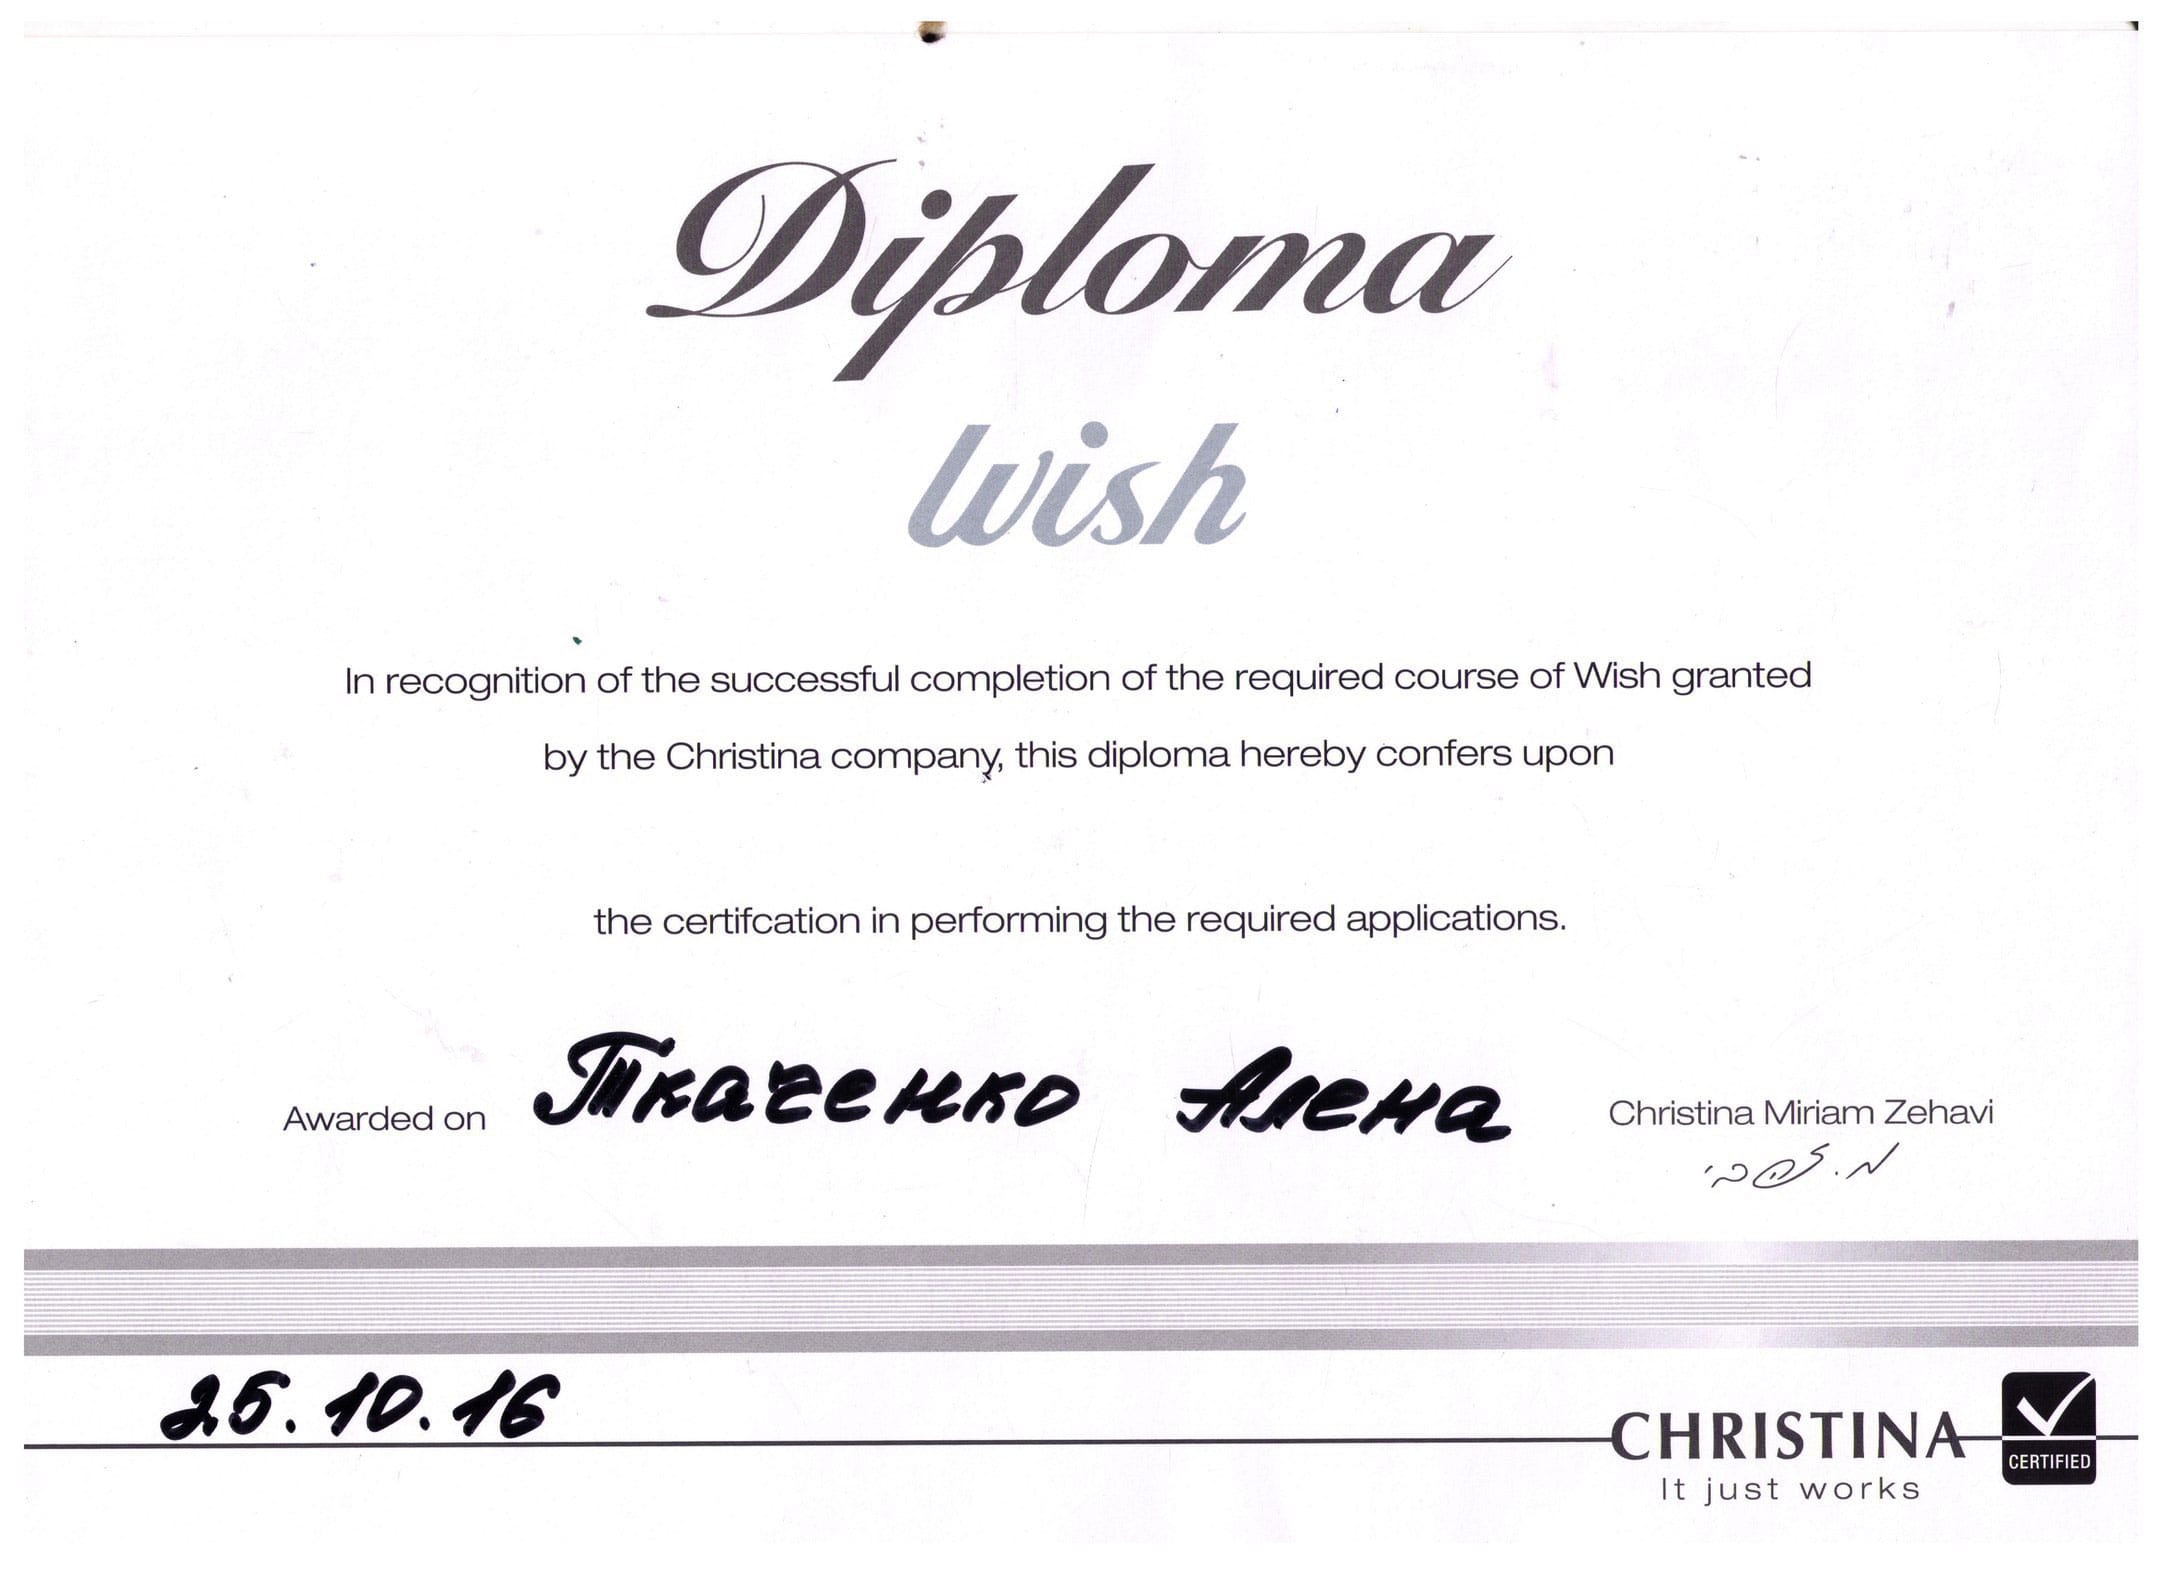 Diploma
Wish
In recognition of the successful completion of the required course of Wish granted
by the Christina company, this diploma hereby confers upon
the certifcation in performing the required applications.
Awarded on Ткаченко Алена Christina Miriam Zehavi
מ. זהבי
25.10.16
CHRISTINA
CERTIFIED
It just works